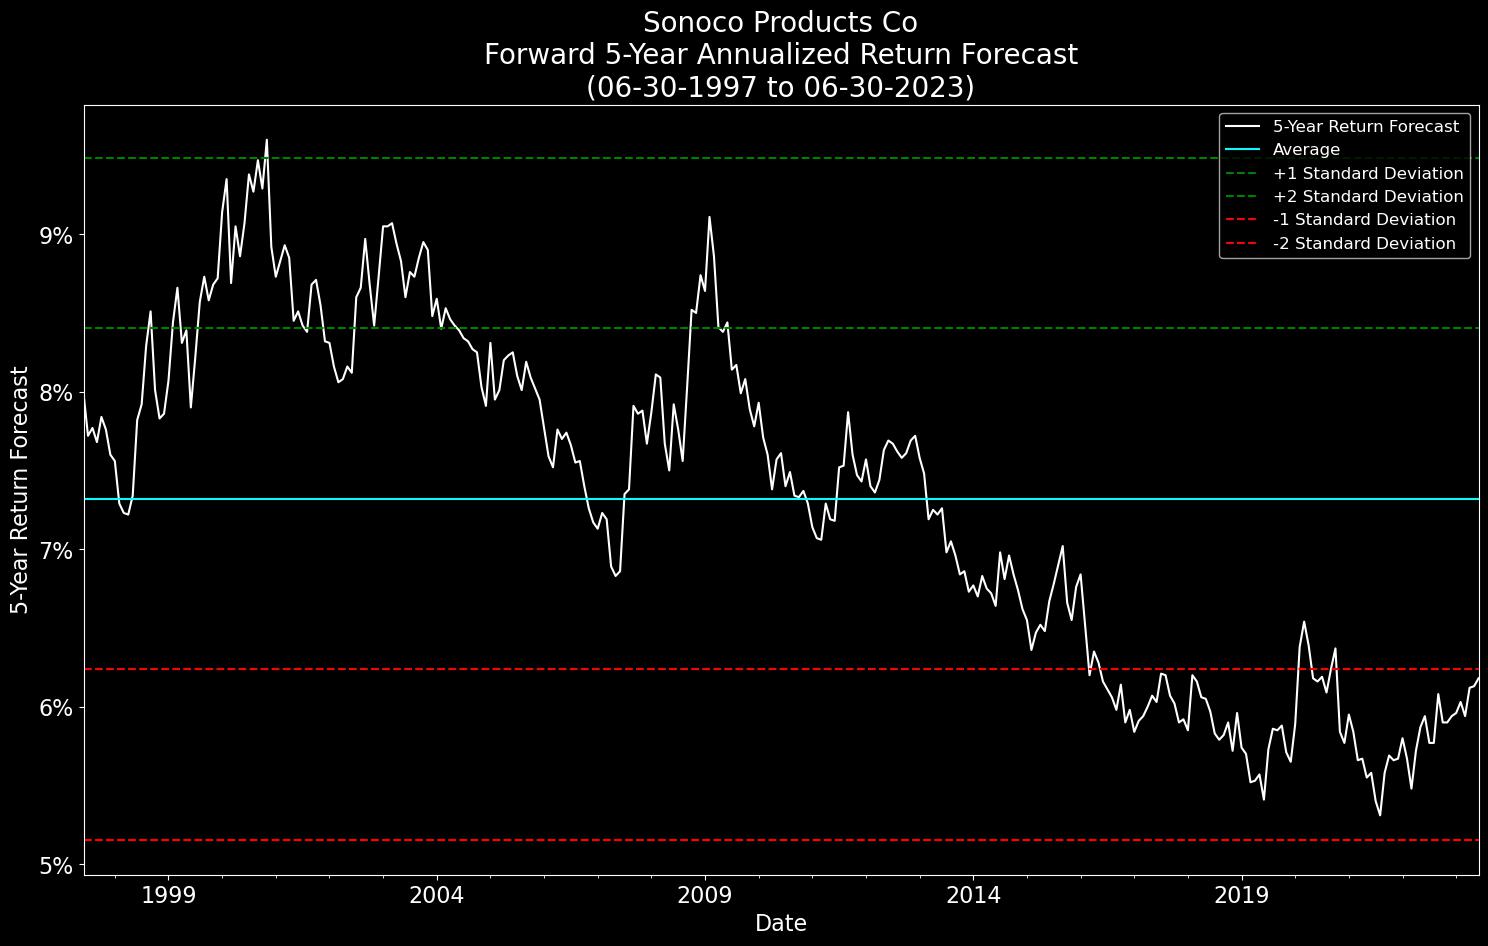 Sonoco Products Co
Forward 5-Year Annualized Return Forecast
(06-30-1997 to 06-30-2023)
5-Year Return Forecast
Average
+1 Standard Deviation
+2 Standard Deviation
-1 Standard Deviation
-2 Standard Deviation
5-Year Return Forecast
9%
8%
7%
6%
5%
1999 2004 2009 2014 2019
Date